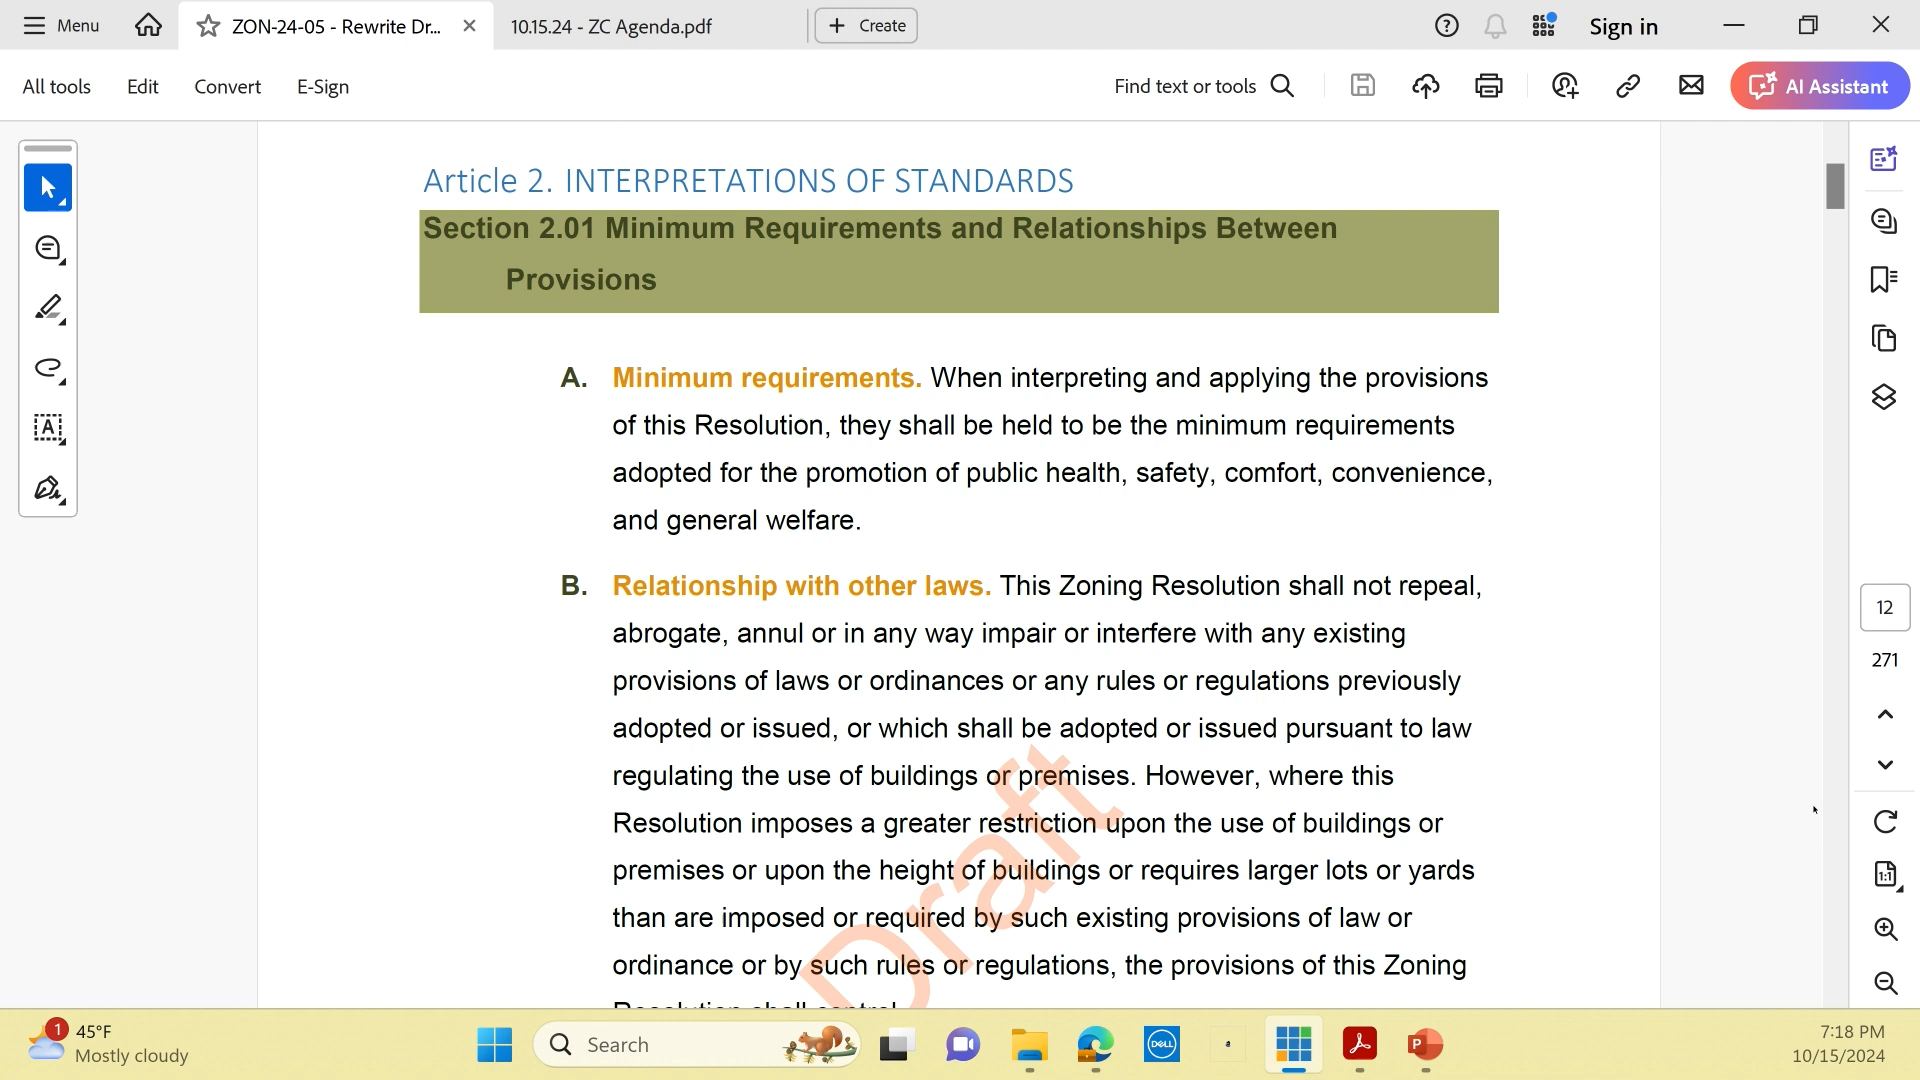 Menu
ZON-24-05 - Rewrite Dr...
10.15.24 - ZC Agenda.pdf
Create
Sign in
All tools
Edit
Convert
E-Sign
Find text or tools
AI Assistant
Article 2. INTERPRETATIONS OF STANDARDS
Section 2.01 Minimum Requirements and Relationships Between
Provisions
A. Minimum requirements. When interpreting and applying the provisions
of this Resolution, they shall be held to be the minimum requirements
adopted for the promotion of public health, safety, comfort, convenience,
and general welfare.
B. Relationship with other laws. This Zoning Resolution shall not repeal,
abrogate, annul or in any way impair or interfere with any existing
provisions of laws or ordinances or any rules or regulations previously
adopted or issued, or which shall be adopted or issued pursuant to law
regulating the use of buildings or premises. However, where this
Resolution imposes a greater restriction upon the use of buildings or
premises or upon the height of buildings or requires larger lots or yards
than are imposed or required by such existing provisions of law or
ordinance or by such rules or regulations, the provisions of this Zoning
Resolution shall control
Draft
12
271
1:1
A
1
45°F
Mostly cloudy
Search
DELL
a
P
7:18 PM
10/15/2024